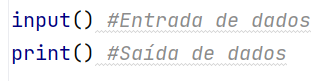 input() #Entrada de dados
print() #Saída de dados